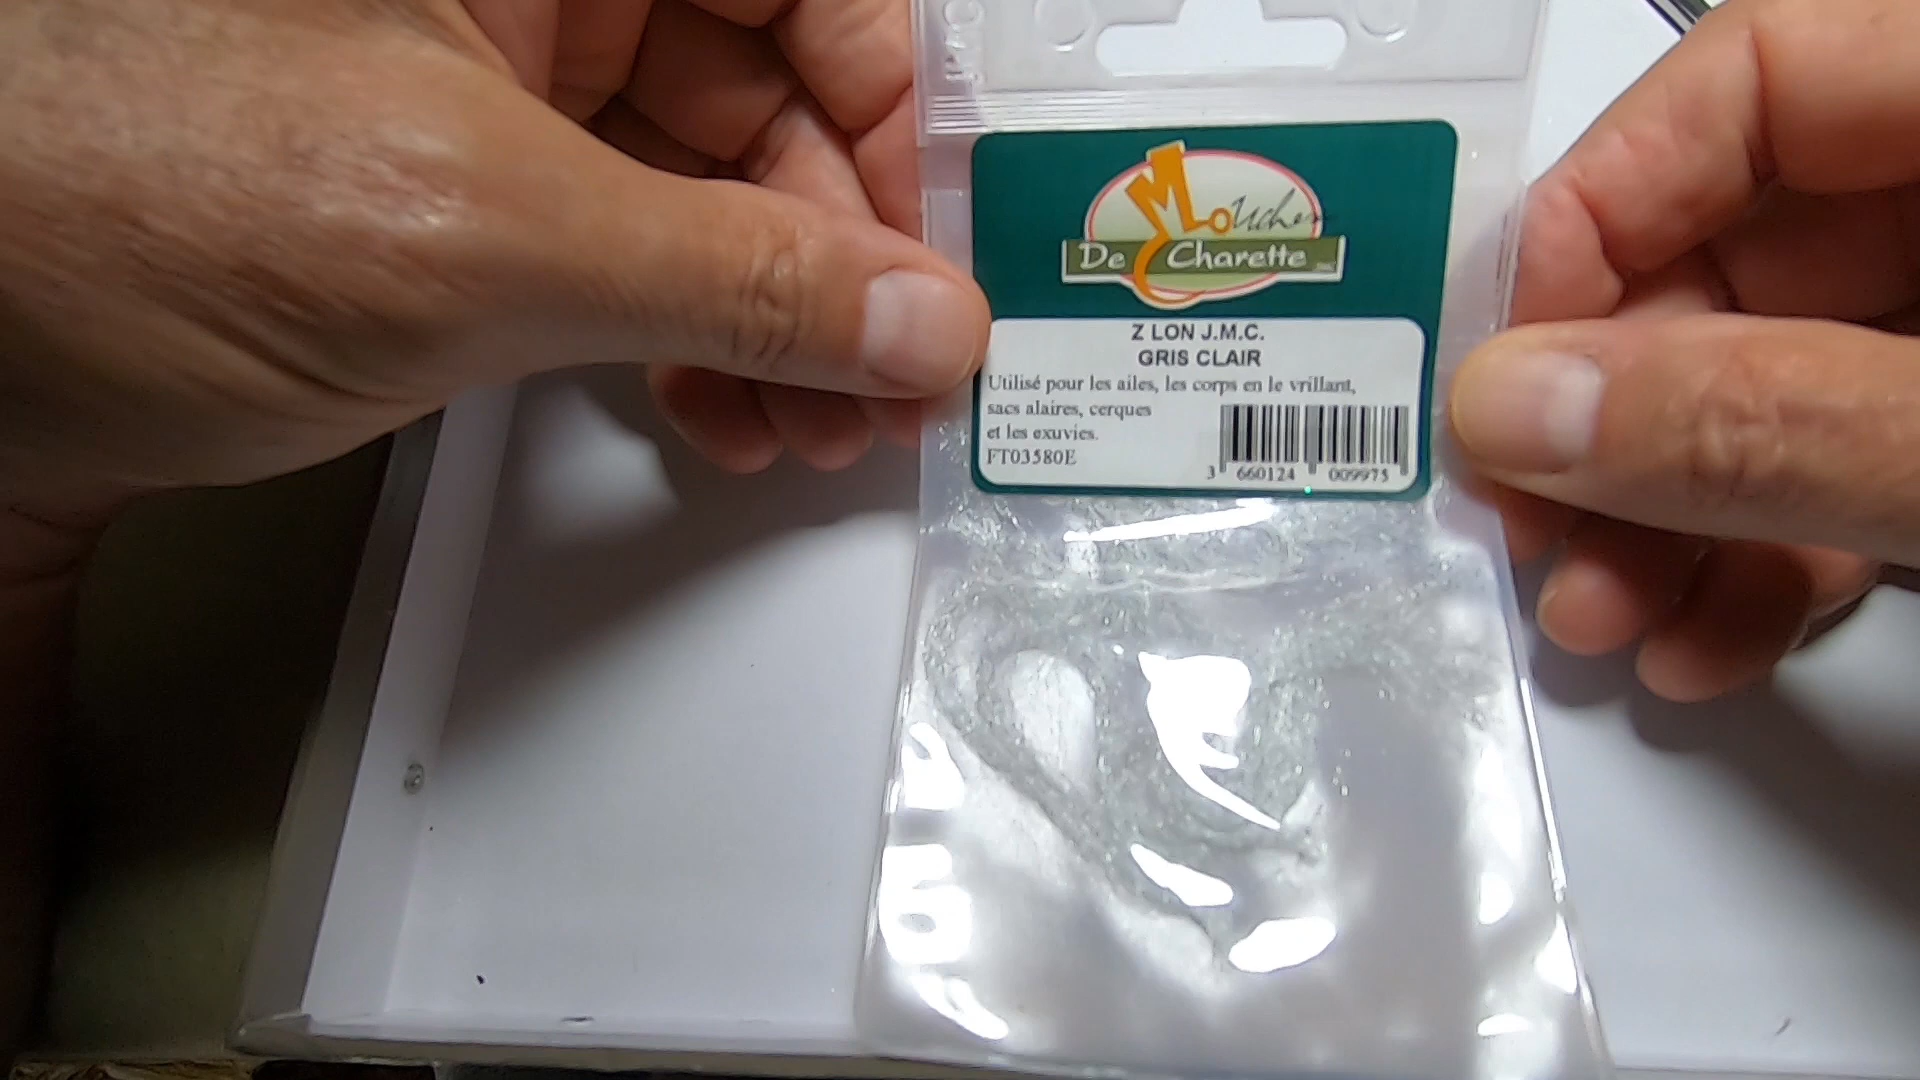 JMC
Mouches
De Charette
Z LON J.M.C.
GRIS CLAIR
Utilisé pour les ailes, les corps en le vrillant,
sacs alaires, cerques
et les exuvies.
FT03580E
3 660124 009975